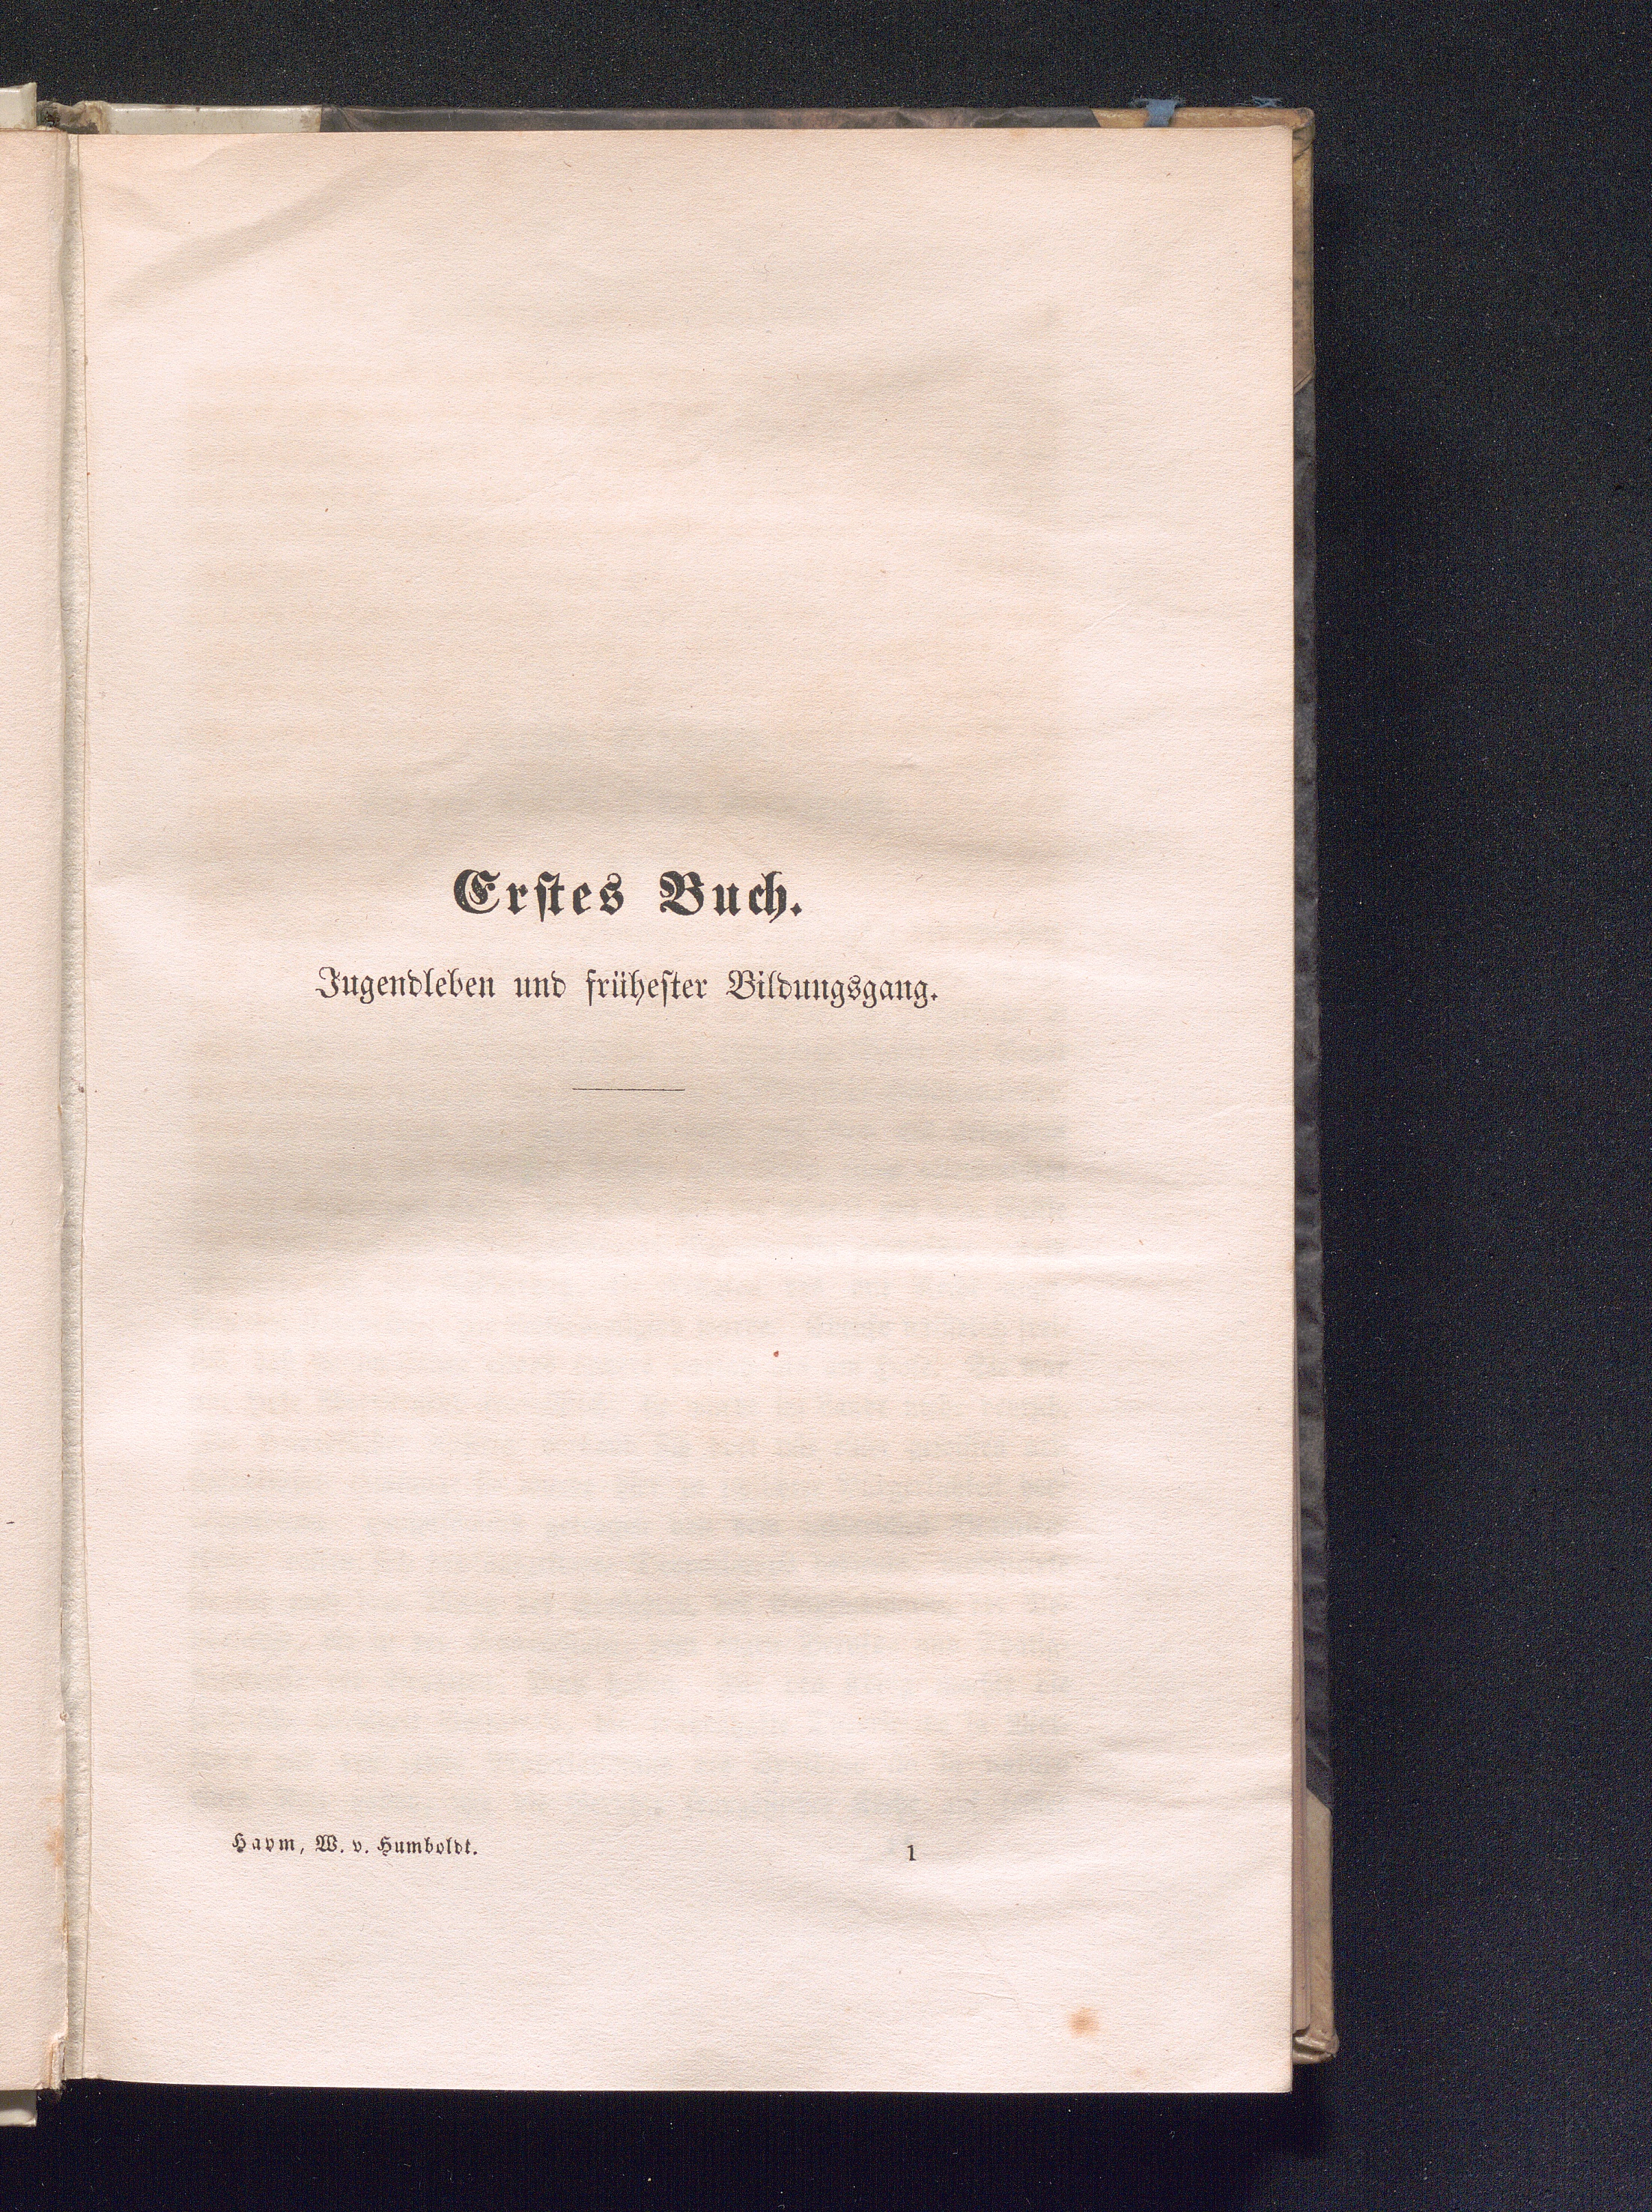 Erstes Buch.
Jugendleben und frühester Bildungsgang.
Haym, W. v. Humboldt.
1